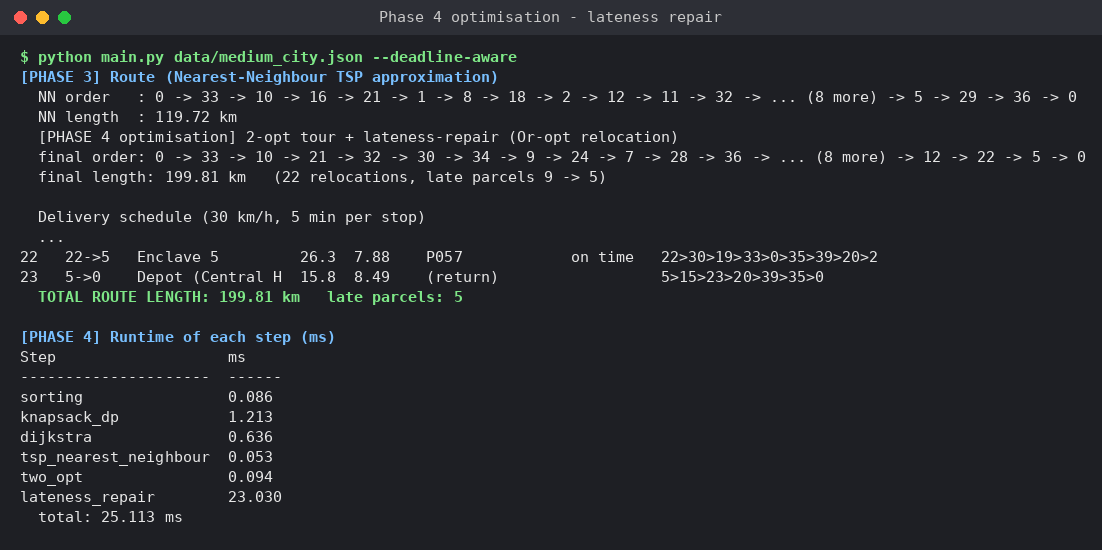 Phase 4 optimisation - lateness repair
$ python main.py data/medium_city.json --deadline-aware
[PHASE 3] Route (Nearest-Neighbour TSP approximation)
NN order   : 0 -> 33 -> 10 -> 16 -> 21 -> 1 -> 8 -> 18 -> 2 -> 12 -> 11 -> 32 -> ... (8 more) -> 5 -> 29 -> 36 -> 0
NN length  : 119.72 km
[PHASE 4 optimisation] 2-opt tour + lateness-repair (Or-opt relocation)
final order: 0 -> 33 -> 10 -> 21 -> 32 -> 30 -> 34 -> 9 -> 24 -> 7 -> 28 -> 36 -> ... (8 more) -> 12 -> 22 -> 5 -> 0
final length: 199.81 km   (22 relocations, late parcels 9 -> 5)
Delivery schedule (30 km/h, 5 min per stop)
...
22   22->5   Enclave 5         26.3  7.88    P057            on time   22>30>19>33>0>35>39>20>2
23   5->0    Depot (Central H  15.8  8.49    (return)                  5>15>23>20>39>35>0
TOTAL ROUTE LENGTH: 199.81 km   late parcels: 5
[PHASE 4] Runtime of each step (ms)
Step                   ms
---------------------  ------
sorting                0.086
knapsack_dp            1.213
dijkstra               0.636
tsp_nearest_neighbour  0.053
two_opt                0.094
lateness_repair        23.030
total: 25.113 ms